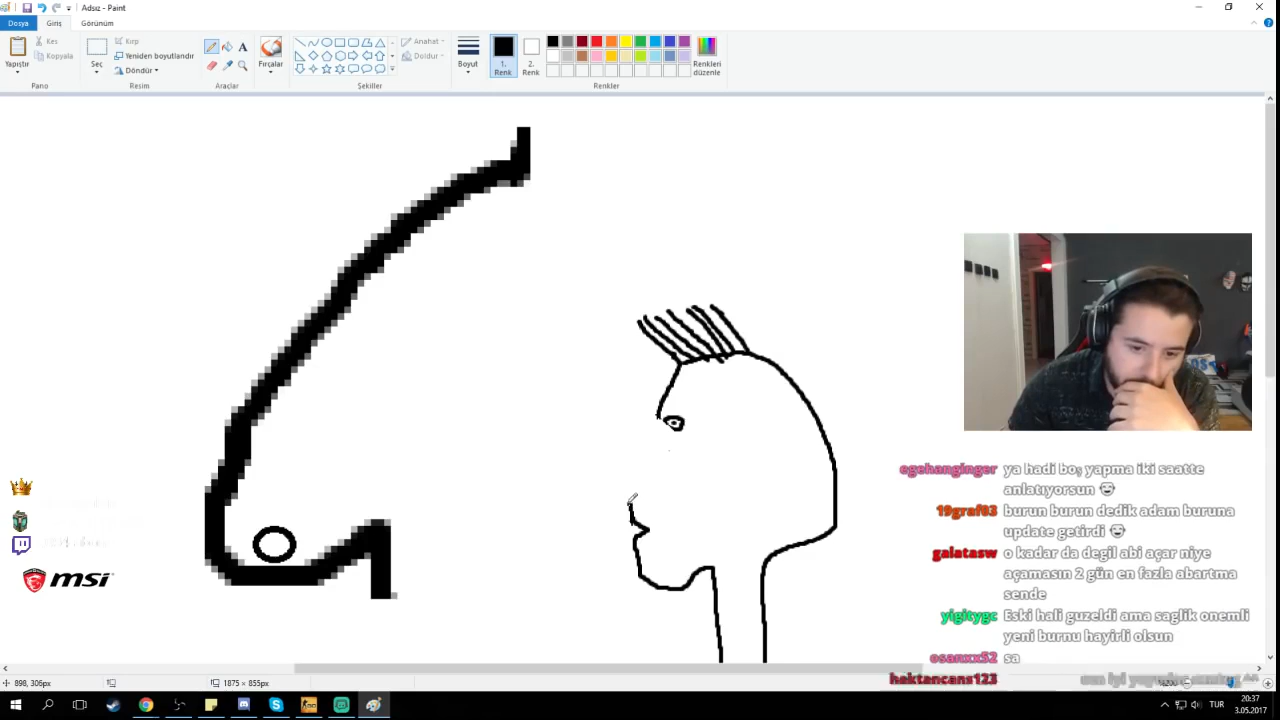 Adsız - Paint
Dosya Giriş Görünüm
Yapıştır
Kes
Kopyala
Pano
Seç
Kırp
Yeniden boyutlandır
Döndür
Resim
A
Araçlar
Fırçalar
Anahat
Doldur
Şekiller
Boyut
1.
Renk
2.
Renk
Renkleri
düzenle
Renkler
msi
egehanginger ya hadi boş yapma iki saatte
anlatıyorsun
19graf03 burun burun dedik adam buruna
update getirdi
galatasw o kadar da degil abi açar niye
açamasın 2 gün en fazla abartma
sende
yigitygc Eski hali guzeldi ama saglik onemli
yeni burnu hayirli olsun
osanxx52 sa
hektancans123
898, 306px
1875 × 855px
TUR
20:37
3.05.2017